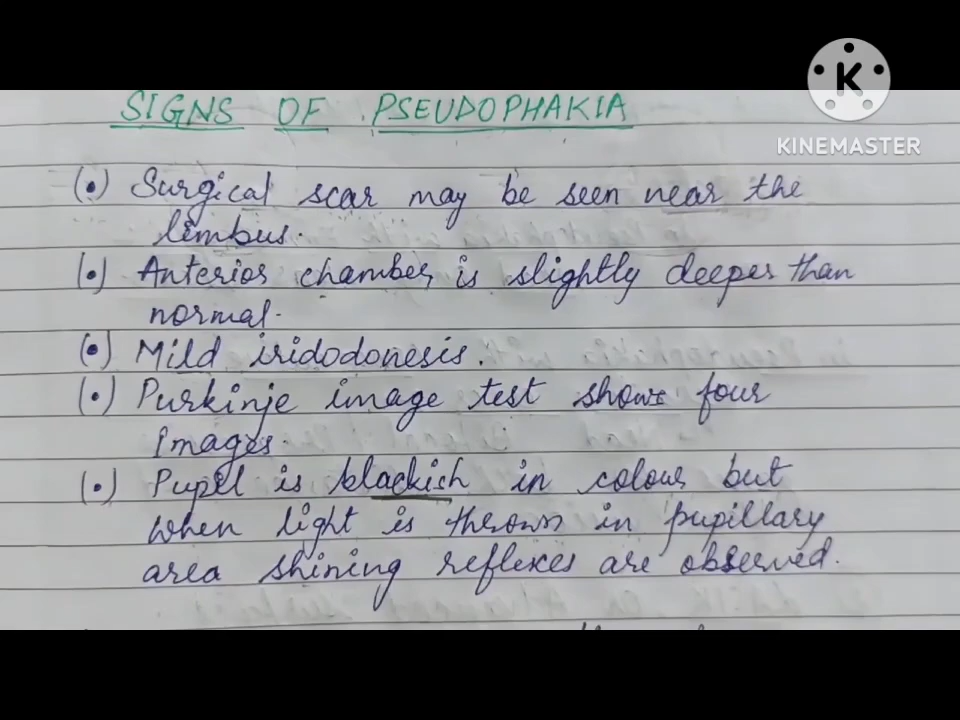 KINEMASTER
SIGNS OF PSEUDOPHAKIA
(•) Surgical scar may be seen near the
limbus.
(•) Anterior chamber is slightly deeper than
normal.
(•) Mild iridodonesis.
(•) Purkinje image test shows four
Images.
(•) Pupil is blackish in colour but
when light is thrown in pupillary
area shining reflexes are observed.